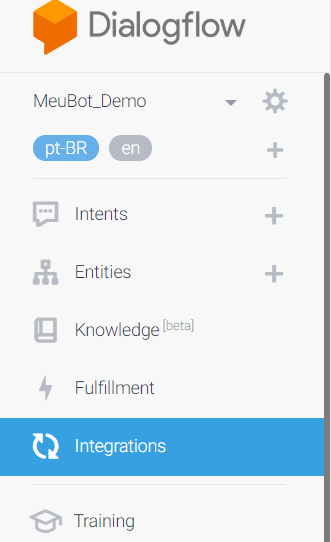 Dialogflow
MeuBot_Demo
pt-BR en
Intents
Entities
Knowledge [beta]
Fulfillment
Integrations
Training